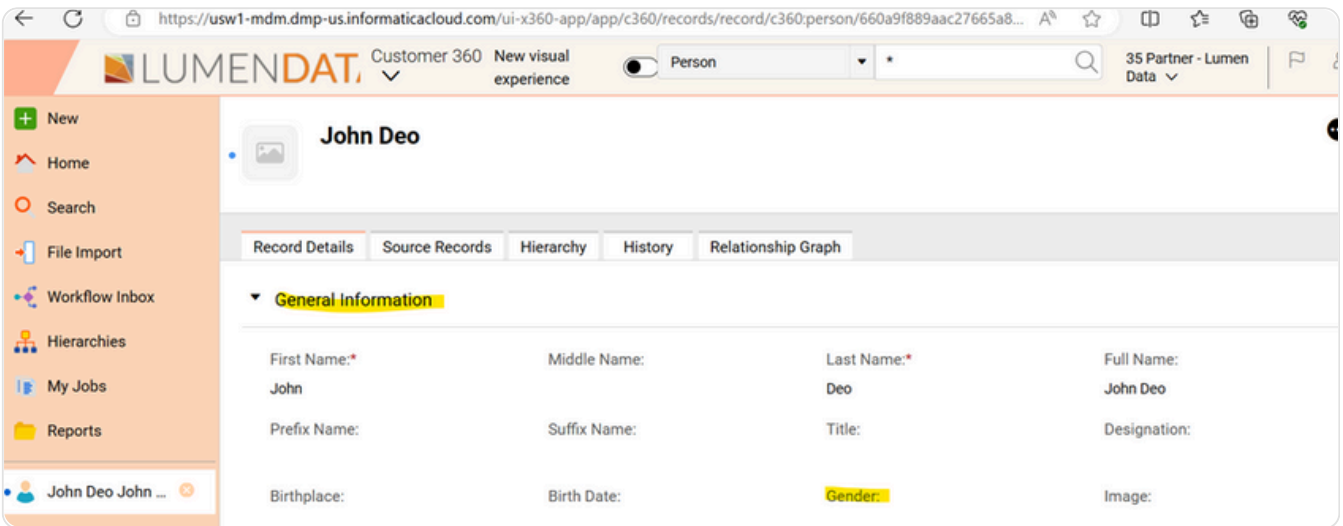 https://usw1-mdm.dmp-us.informaticacloud.com/ui-x360-app/app/c360/records/record/c360:person/660a9f889aac27665a8...
LUMENDATA
Customer 360
New visual
experience
Person
*
35 Partner - Lumen
Data
New
Home
Search
File Import
Workflow Inbox
Hierarchies
My Jobs
Reports
John Deo John ...
John Deo
Record Details Source Records Hierarchy History Relationship Graph
General Information
First Name:* Middle Name: Last Name:* Full Name:
John Deo John Deo
Prefix Name: Suffix Name: Title: Designation:
Birthplace: Birth Date: Gender: Image: